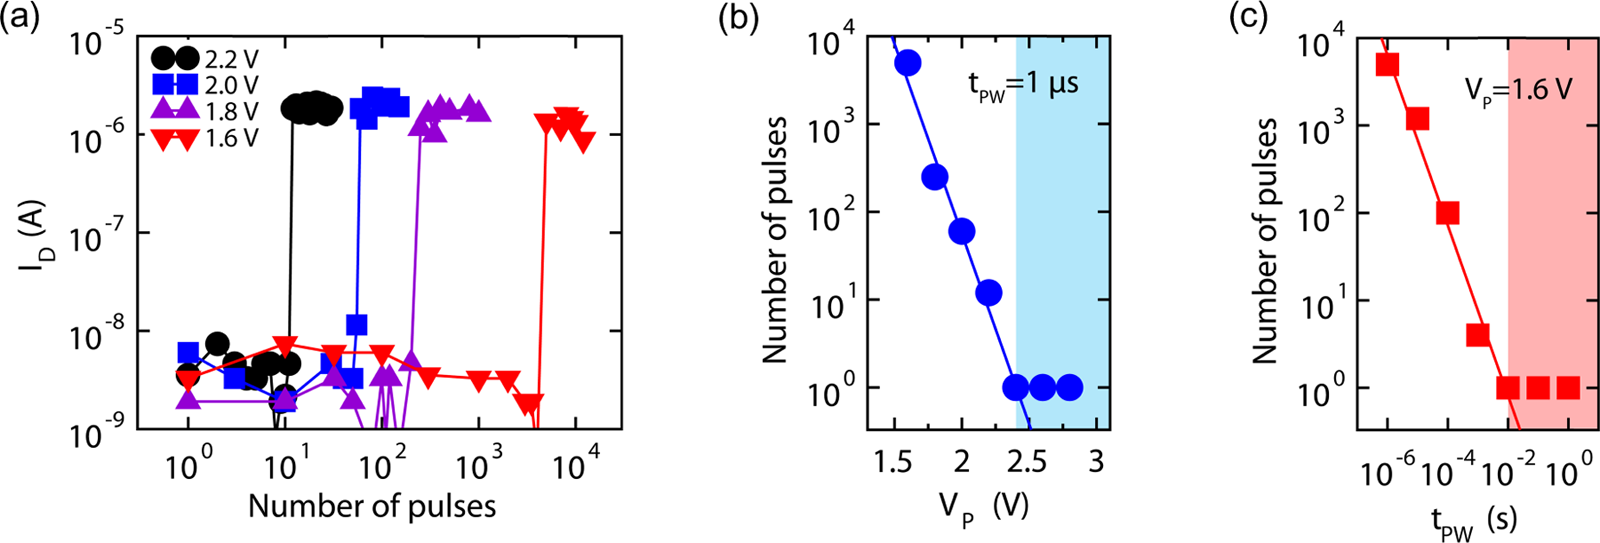 (a)
10^-5
10^-6
10^-7
10^-8
10^-9
I_D (A)
2.2 V
2.0 V
1.8 V
1.6 V
10^0 10^1 10^2 10^3 10^4
Number of pulses
(b)
10^4
10^3
10^2
10^1
10^0
Number of pulses
t_PW=1 µs
1.5 2 2.5 3
V_P (V)
(c)
10^4
10^3
10^2
10^1
10^0
Number of pulses
V_P=1.6 V
10^-6 10^-4 10^-2 10^0
t_PW (s)